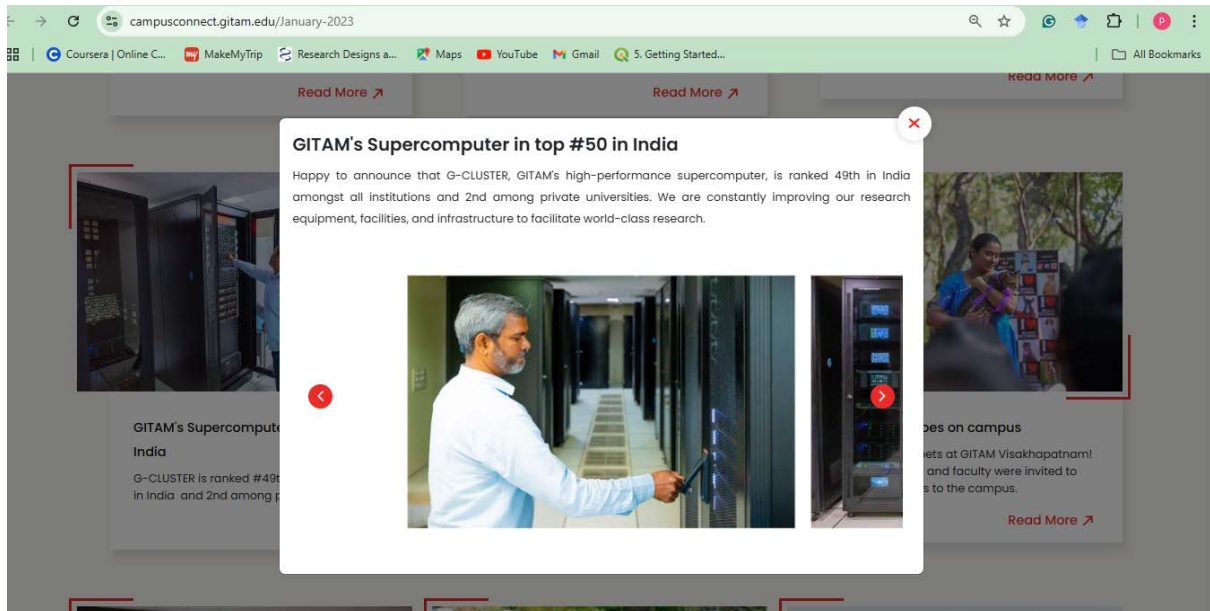 campusconnect.gitam.edu/January-2023
Coursera | Online C... MakeMyTrip Research Designs a... Maps YouTube Gmail 5. Getting Started... All Bookmarks
Read More Read More Read More
GITAM's Supercomputer in top #50 in India
Happy to announce that G-CLUSTER, GITAM's high-performance supercomputer, is ranked 49th in India
amongst all institutions and 2nd among private universities. We are constantly improving our research
equipment, facilities, and infrastructure to facilitate world-class research.
GITAM's Supercompute
India
G-CLUSTER is ranked #49t
in India and 2nd among p
on campus
at GITAM Visakhapatnam!
and faculty were invited to
to the campus.
Read More